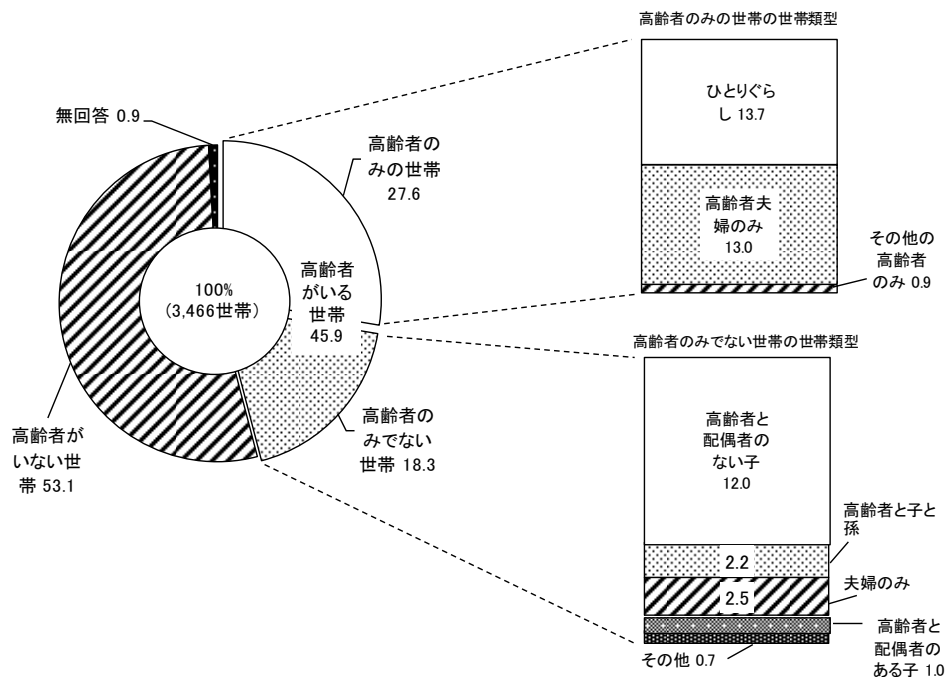 高齢者のみの世帯の世帯類型
ひとりぐら
し 13.7
高齢者夫
婦のみ
13.0
その他の
高齢者
のみ 0.9
無回答 0.9
高齢者の
みの世帯
27.6
高齢者
がいる
世帯
45.9
100%
(3,466世帯)
高齢者の
みでない
世帯 18.3
高齢者が
いない世
帯 53.1
高齢者のみでない世帯の世帯類型
高齢者と
配偶者の
ない子
12.0
高齢者と子と
孫
2.2
夫婦のみ
2.5
高齢者と
配偶者の
ある子 1.0
その他 0.7